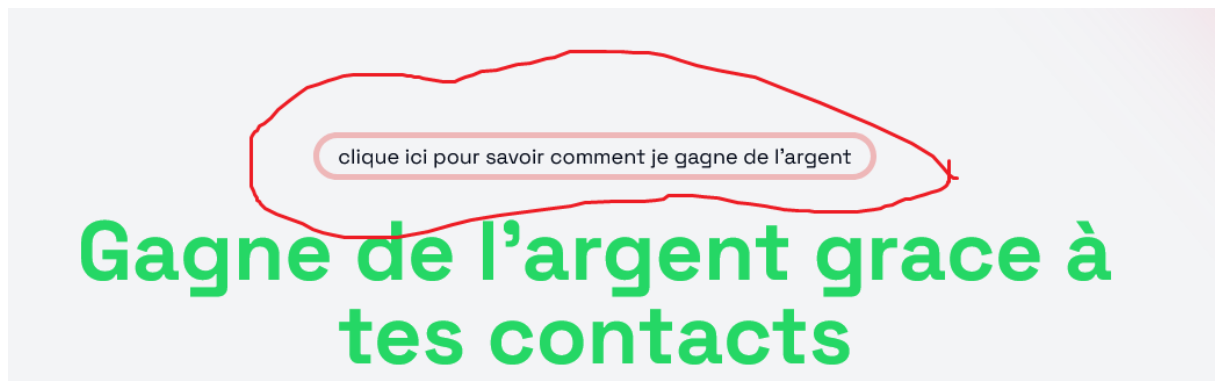 clique ici pour savoir comment je gagne de l'argent
Gagne de l’argent grace à
tes contacts